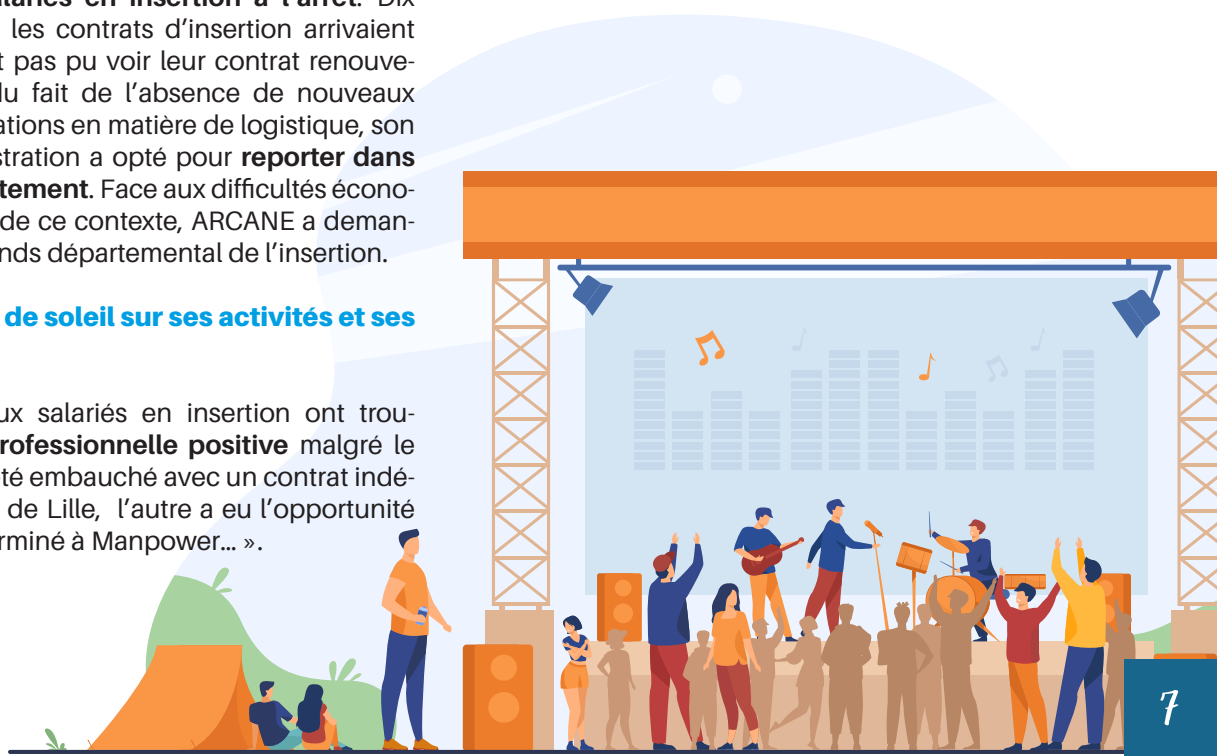 salariés en insertion à l'arrêt. Dix
les contrats d'insertion arrivaient
t pas pu voir leur contrat renouve-
du fait de l'absence de nouveaux
ations en matière de logistique, son
stration a opté pour reporter dans
tement. Face aux difficultés écono-
de ce contexte, ARCANE a deman-
nds départemental de l'insertion.
de soleil sur ses activités et ses
ux salariés en insertion ont trou-
rofessionnelle positive malgré le
été embauché avec un contrat indé-
de Lille, l'autre a eu l'opportunité
rminé à Manpower... ».
7